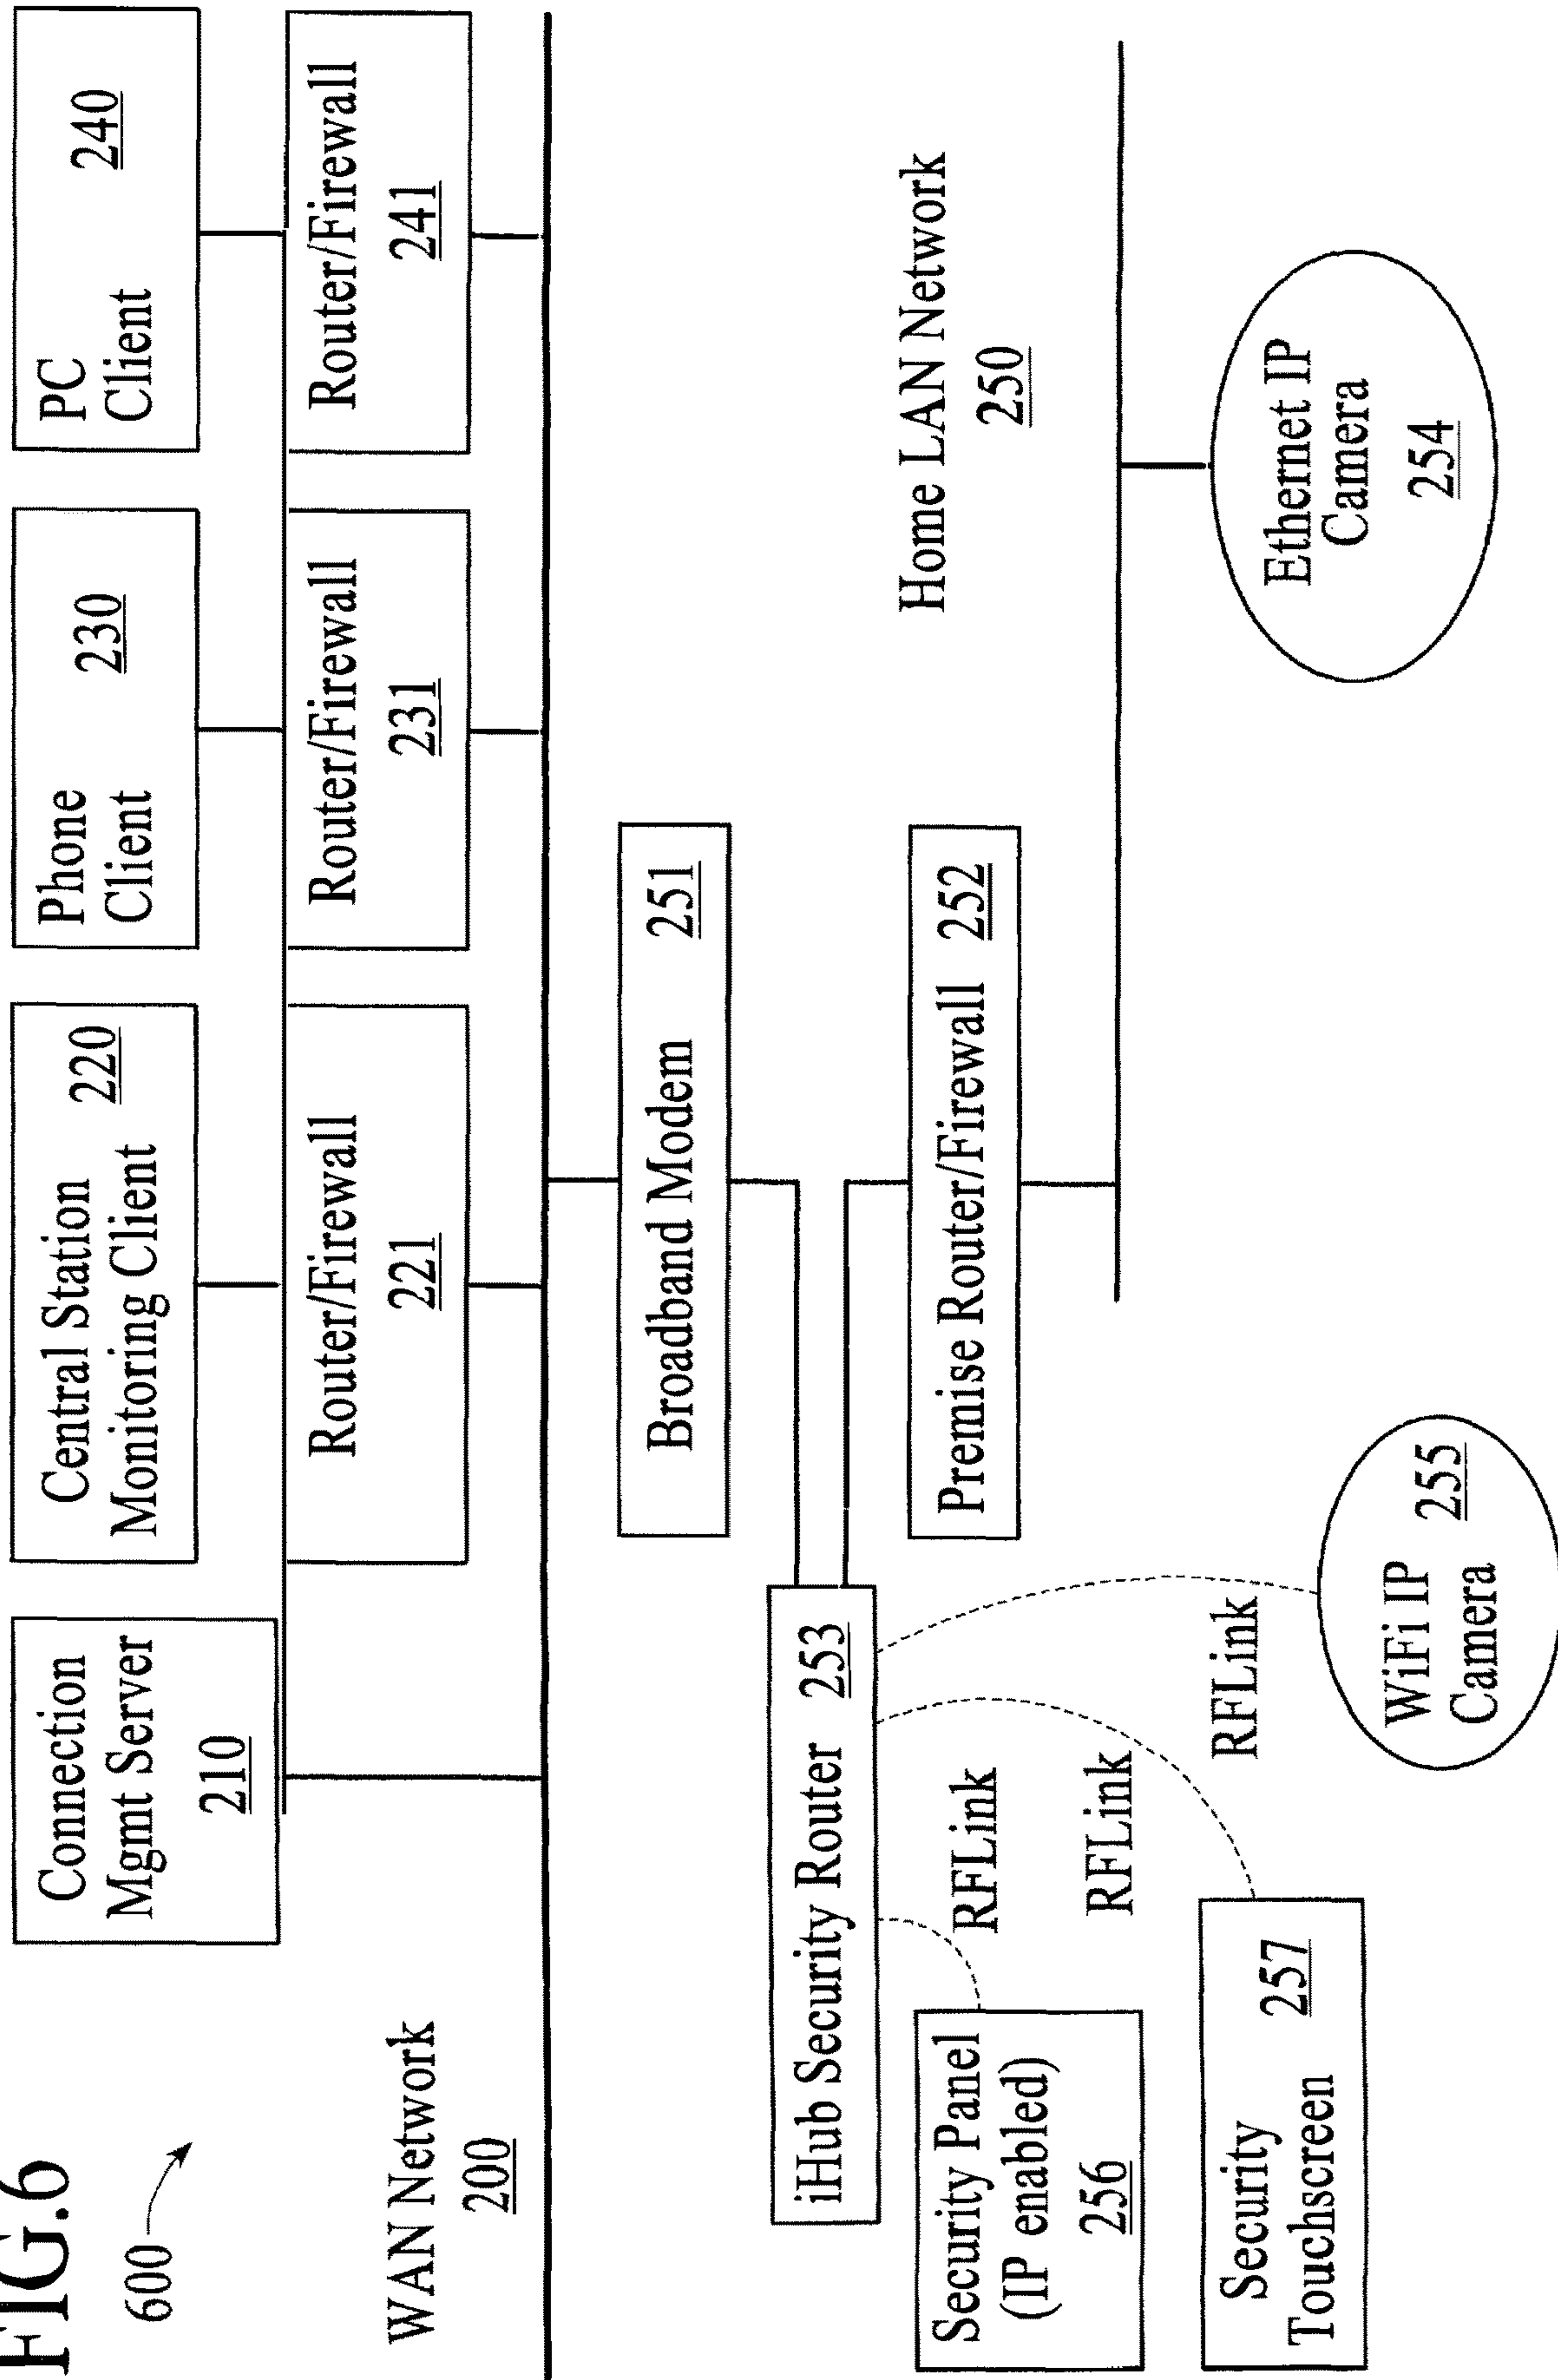 FIG.6
600
Connection
Mgmt Server
210
Central Station
Monitoring Client
220
Phone
Client
230
PC
Client
240
Router/Firewall
221
Router/Firewall
231
Router/Firewall
241
WAN Network
200
Broadband Modem 251
iHub Security Router 253
Premise Router/Firewall 252
Home LAN Network
250
Security Panel
(IP enabled)
256
RFLink
RFLink
RFLink
Security
Touchscreen
257
WiFi IP
Camera
255
Ethernet IP
Camera
254